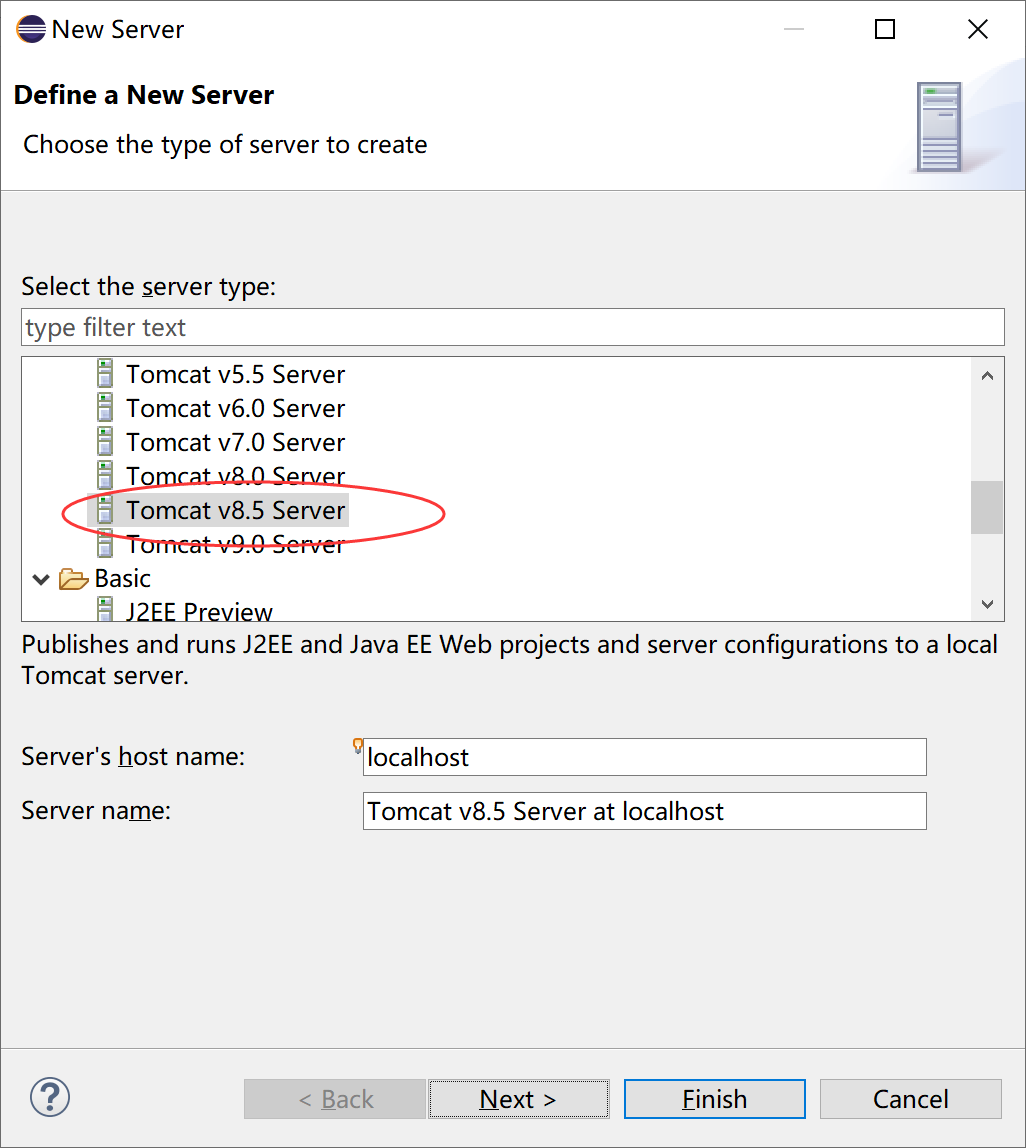 New Server
Define a New Server
Choose the type of server to create
Select the server type:
type filter text
Tomcat v5.5 Server
Tomcat v6.0 Server
Tomcat v7.0 Server
Tomcat v8.0 Server
Tomcat v8.5 Server
Tomcat v9.0 Server
Basic
J2EE Preview
Publishes and runs J2EE and Java EE Web projects and server configurations to a local
Tomcat server.
Server's host name: localhost
Server name: Tomcat v8.5 Server at localhost
? < Back Next > Finish Cancel